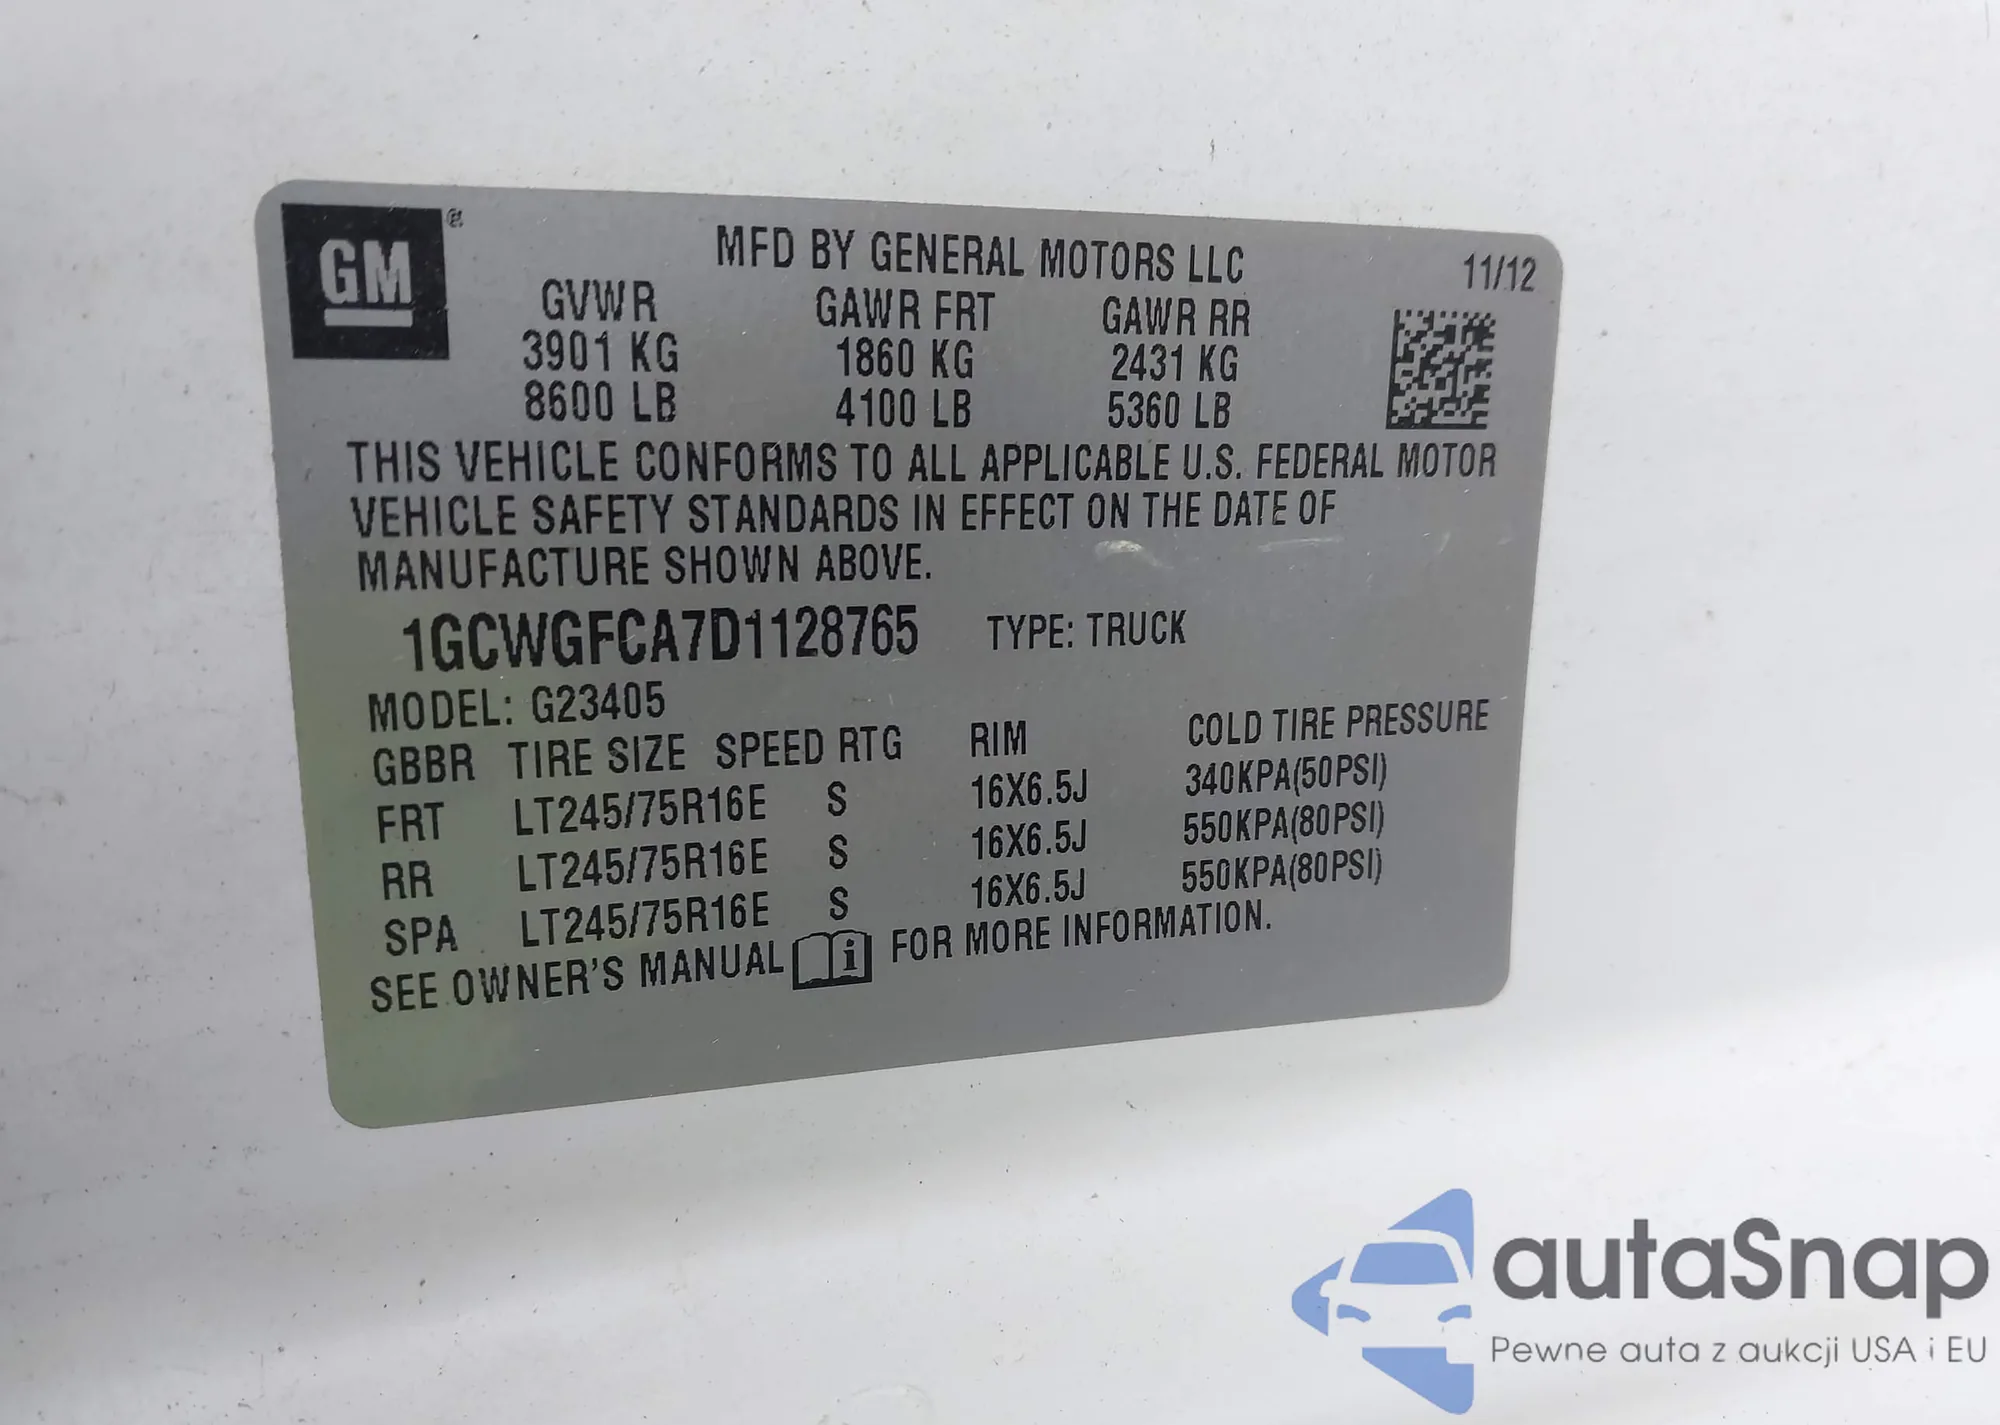 GM ®
MFD BY GENERAL MOTORS LLC 11/12
GVWR GAWR FRT GAWR RR
3901 KG 1860 KG 2431 KG
8600 LB 4100 LB 5360 LB
THIS VEHICLE CONFORMS TO ALL APPLICABLE U.S. FEDERAL MOTOR
VEHICLE SAFETY STANDARDS IN EFFECT ON THE DATE OF
MANUFACTURE SHOWN ABOVE.
1GCWGFCA7D1128765 TYPE: TRUCK
MODEL: G23405
GBBR TIRE SIZE SPEED RTG RIM COLD TIRE PRESSURE
FRT LT245/75R16E S 16X6.5J 340KPA(50PSI)
RR LT245/75R16E S 16X6.5J 550KPA(80PSI)
SPA LT245/75R16E S 16X6.5J 550KPA(80PSI)
SEE OWNER'S MANUAL i FOR MORE INFORMATION.
autaSnap
Pewne auta z aukcji USA i EU